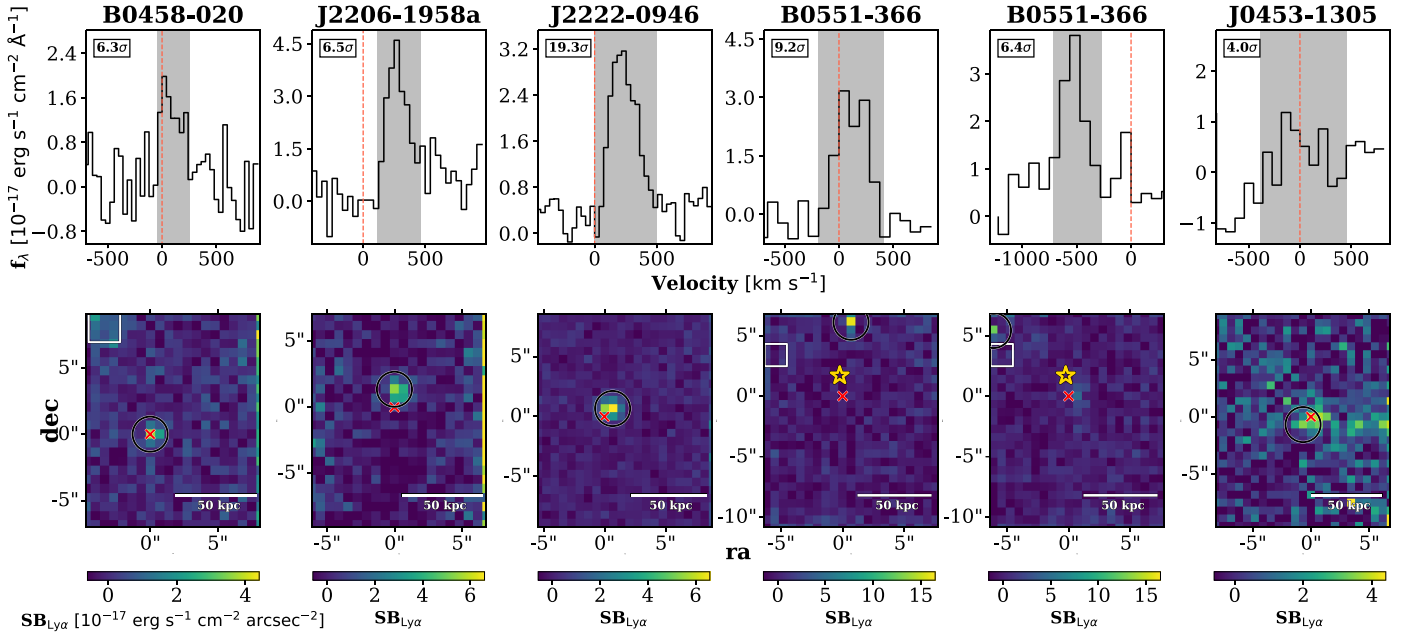 B0458-020 J2206-1958a J2222-0946 B0551-366 B0551-366 J0453-1305
6.3σ 6.5σ 19.3σ 9.2σ 6.4σ 4.0σ
f_λ [10⁻¹⁷ erg s⁻¹ cm⁻² Å⁻¹]
2.4 1.6 0.8 0.0 −0.8
4.5 3.0 1.5 0.0
3.2 2.4 1.6 0.8 0.0
4.5 3.0 1.5 0.0
3 2 1 0
2 1 0 −1
-500 0 500 0 500 0 500 -500 0 500 -1000 -500 0 -500 0 500
Velocity [km s⁻¹]
dec
5" 0" -5"
5" 0" -5"
5" 0" -5"
5" 0" -5" -10"
5" 0" -5" -10"
5" 0" -5"
50 kpc 50 kpc 50 kpc 50 kpc 50 kpc 50 kpc
0" 5" 0" 5" -5" 0" 5" -5" 0" 5" -5" 0" 5" -5" 0" 5"
ra
0 2 4 0 2 4 6 0 2 4 6 0 5 10 15 0 5 10 15 0 2 4
SB_Lyα [10⁻¹⁷ erg s⁻¹ cm⁻² arcsec⁻²] SB_Lyα SB_Lyα SB_Lyα SB_Lyα SB_Lyα